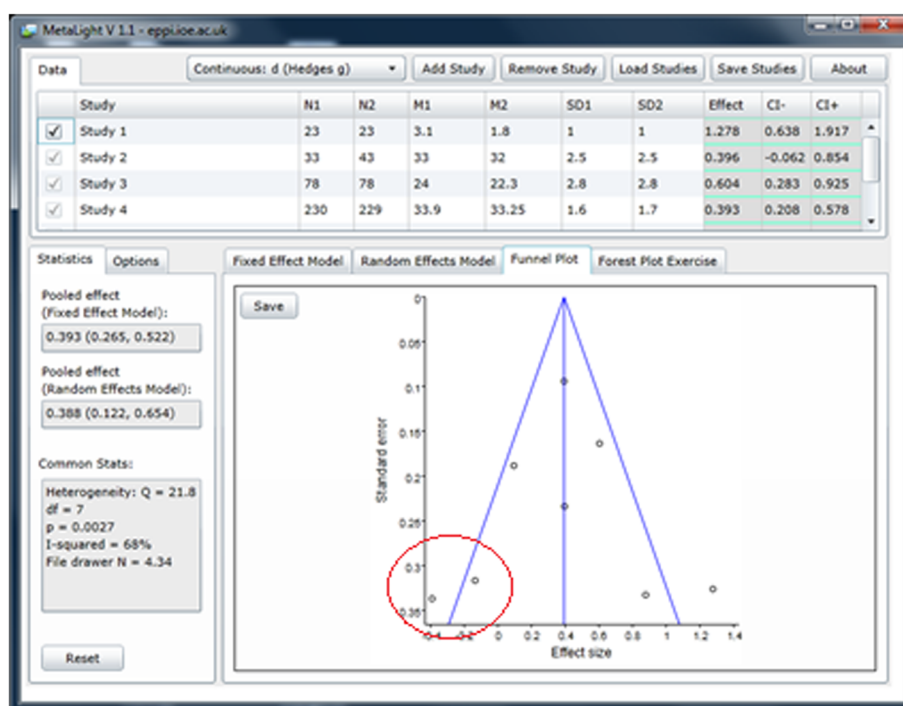 MetaLight V 1.1 - eppi.ioe.ac.uk
Data
Continuous: d (Hedges g)
Add Study
Remove Study
Load Studies
Save Studies
About
Study N1 N2 M1 M2 SD1 SD2 Effect CI- CI+
Study 1 23 23 3.1 1.8 1 1 1.278 0.638 1.917
Study 2 33 43 33 32 2.5 2.5 0.396 -0.062 0.854
Study 3 78 78 24 22.3 2.8 2.8 0.604 0.283 0.925
Study 4 230 229 33.9 33.25 1.6 1.7 0.393 0.208 0.578
Statistics
Options
Pooled effect
(Fixed Effect Model):
0.393 (0.265, 0.522)
Pooled effect
(Random Effects Model):
0.388 (0.122, 0.654)
Common Stats:
Heterogeneity: Q = 21.8
df = 7
p = 0.0027
I-squared = 68%
File drawer N = 4.34
Reset
Fixed Effect Model
Random Effects Model
Funnel Plot
Forest Plot Exercise
Save
0
0.05
0.1
0.15
0.2
0.25
0.3
0.35
Standard error
-0.4 -0.2 0 0.2 0.4 0.6 0.8 1 1.2 1.4
Effect size